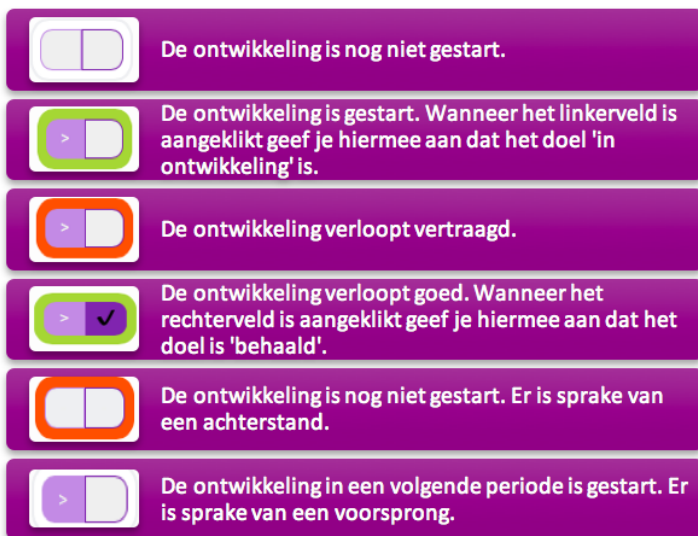 De ontwikkeling is nog niet gestart.
>
De ontwikkeling is gestart. Wanneer het linkerveld is
aangeklikt geef je hiermee aan dat het doel 'in
ontwikkeling' is.
>
De ontwikkeling verloopt vertraagd.
> ✓
De ontwikkeling verloopt goed. Wanneer het
rechterveld is aangeklikt geef je hiermee aan dat het
doel is 'behaald'.
De ontwikkeling is nog niet gestart. Er is sprake van
een achterstand.
>
De ontwikkeling in een volgende periode is gestart. Er
is sprake van een voorsprong.